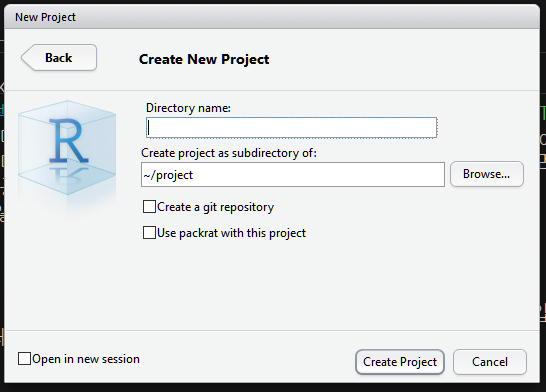 New Project
Back
Create New Project
R
Directory name:
Create project as subdirectory of:
~/project
Browse...
Create a git repository
Use packrat with this project
Open in new session
Create Project
Cancel